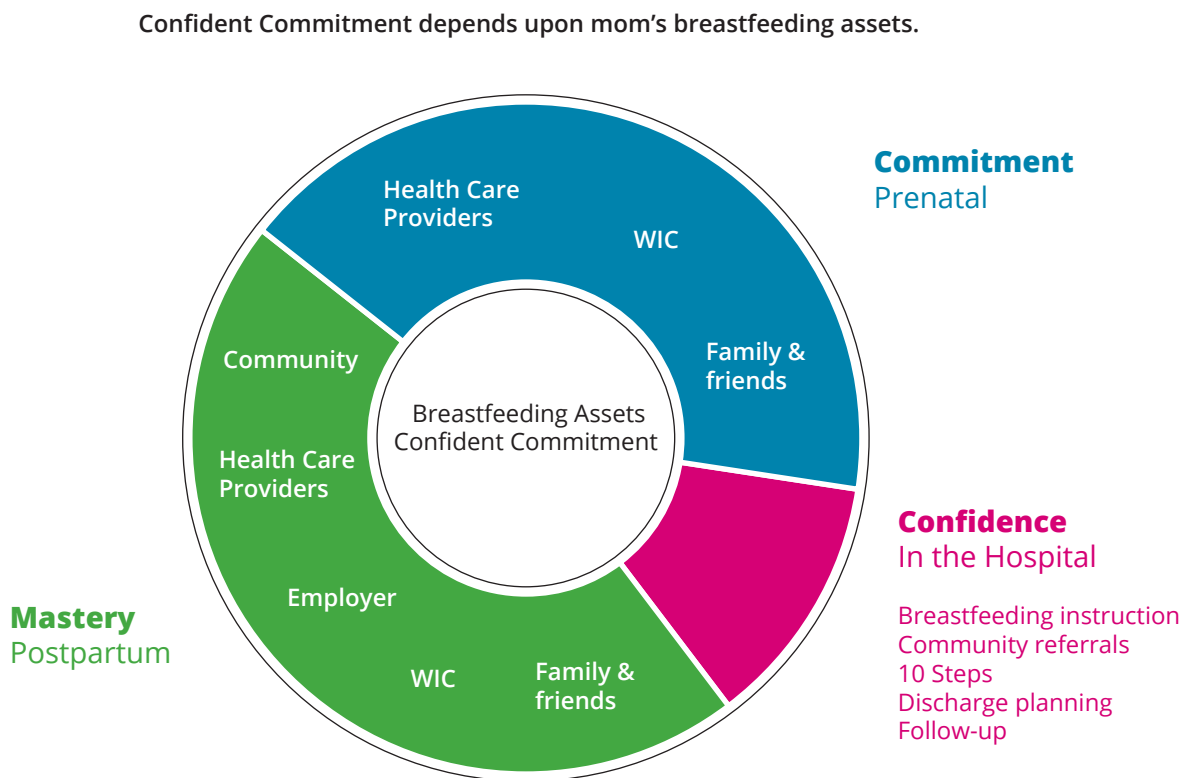 Confident Commitment depends upon mom’s breastfeeding assets.
Commitment
Prenatal
Health Care
Providers
WIC
Family &
friends
Breastfeeding Assets
Confident Commitment
Confidence
In the Hospital
Breastfeeding instruction
Community referrals
10 Steps
Discharge planning
Follow-up
Mastery
Postpartum
Community
Health Care
Providers
Employer
WIC
Family &
friends